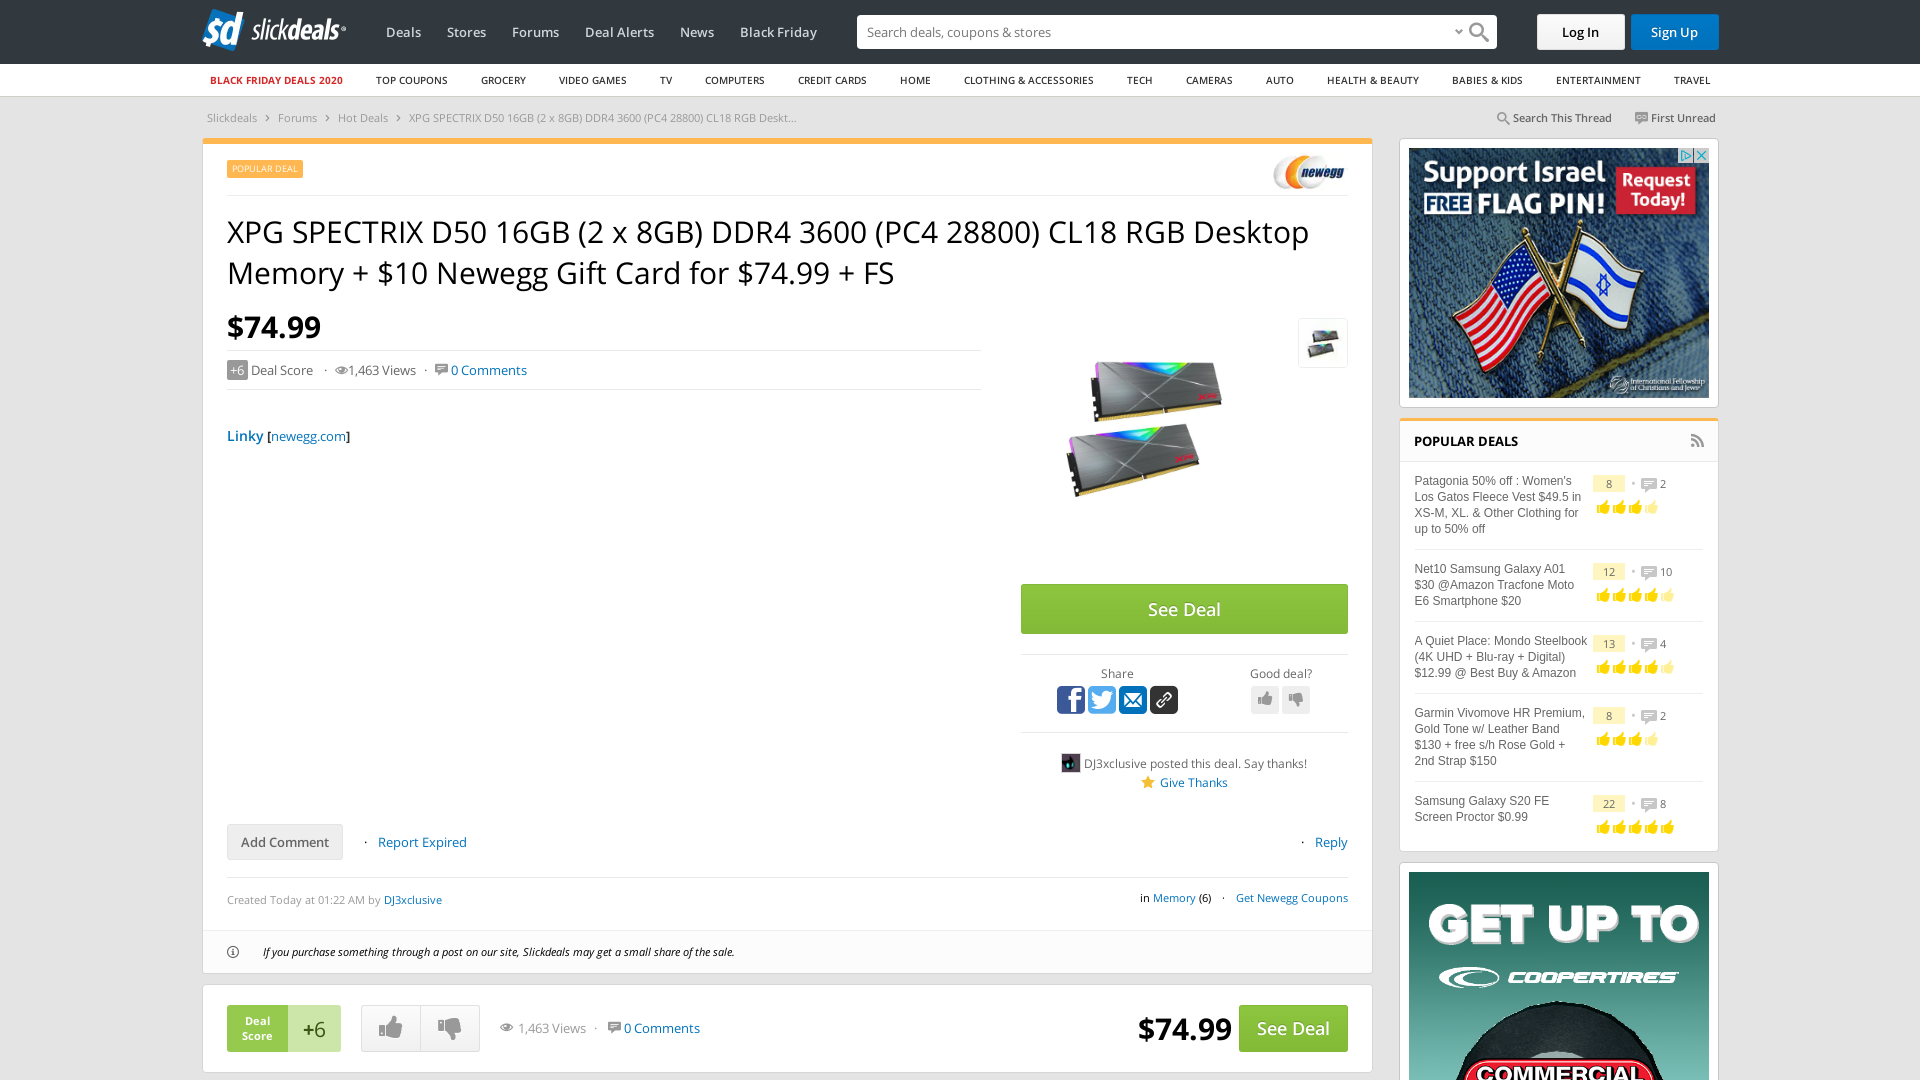 slickdeals
Deals Stores Forums Deal Alerts News Black Friday
Search deals, coupons & stores
Log In Sign Up
BLACK FRIDAY DEALS 2020 TOP COUPONS GROCERY VIDEO GAMES TV COMPUTERS CREDIT CARDS HOME CLOTHING & ACCESSORIES TECH CAMERAS AUTO HEALTH & BEAUTY BABIES & KIDS ENTERTAINMENT TRAVEL
Slickdeals › Forums › Hot Deals › XPG SPECTRIX D50 16GB (2 x 8GB) DDR4 3600 (PC4 28800) CL18 RGB Deskt...
Search This Thread First Unread
POPULAR DEAL
newegg
XPG SPECTRIX D50 16GB (2 x 8GB) DDR4 3600 (PC4 28800) CL18 RGB Desktop
Memory + $10 Newegg Gift Card for $74.99 + FS
$74.99
+6 Deal Score · 1,463 Views · 0 Comments
Linky [newegg.com]
See Deal
Share
Good deal?
DJ3xclusive posted this deal. Say thanks!
Give Thanks
Add Comment · Report Expired
· Reply
Created Today at 01:22 AM by DJ3xclusive
in Memory (6) · Get Newegg Coupons
If you purchase something through a post on our site, Slickdeals may get a small share of the sale.
Deal
Score
+6
1,463 Views · 0 Comments
$74.99
See Deal
Support Israel
FREE FLAG PIN!
Request
Today!
International Fellowship
of Christians and Jews
POPULAR DEALS
Patagonia 50% off : Women's
Los Gatos Fleece Vest $49.5 in
XS-M, XL. & Other Clothing for
up to 50% off
8 · 2
Net10 Samsung Galaxy A01
$30 @Amazon Tracfone Moto
E6 Smartphone $20
12 · 10
A Quiet Place: Mondo Steelbook
(4K UHD + Blu-ray + Digital)
$12.99 @ Best Buy & Amazon
13 · 4
Garmin Vivomove HR Premium,
Gold Tone w/ Leather Band
$130 + free s/h Rose Gold +
2nd Strap $150
8 · 2
Samsung Galaxy S20 FE
Screen Proctor $0.99
22 · 8
GET UP TO
COOPERTIRES
COMMERCIAL